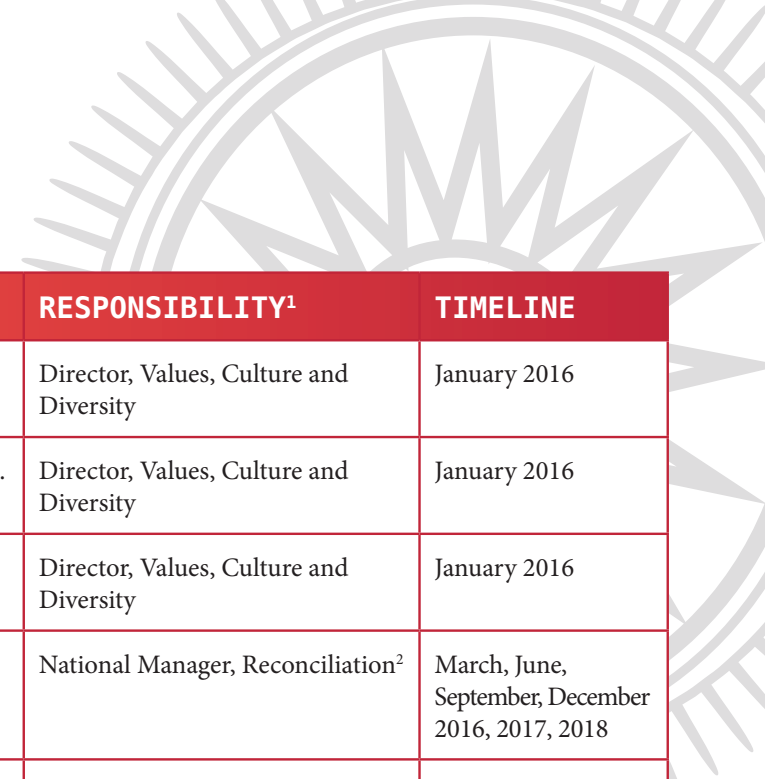 RESPONSIBILITY¹ TIMELINE
Director, Values, Culture and January 2016
Diversity
. Director, Values, Culture and January 2016
Diversity
Director, Values, Culture and January 2016
Diversity
National Manager, Reconciliation² March, June,
September, December
2016, 2017, 2018